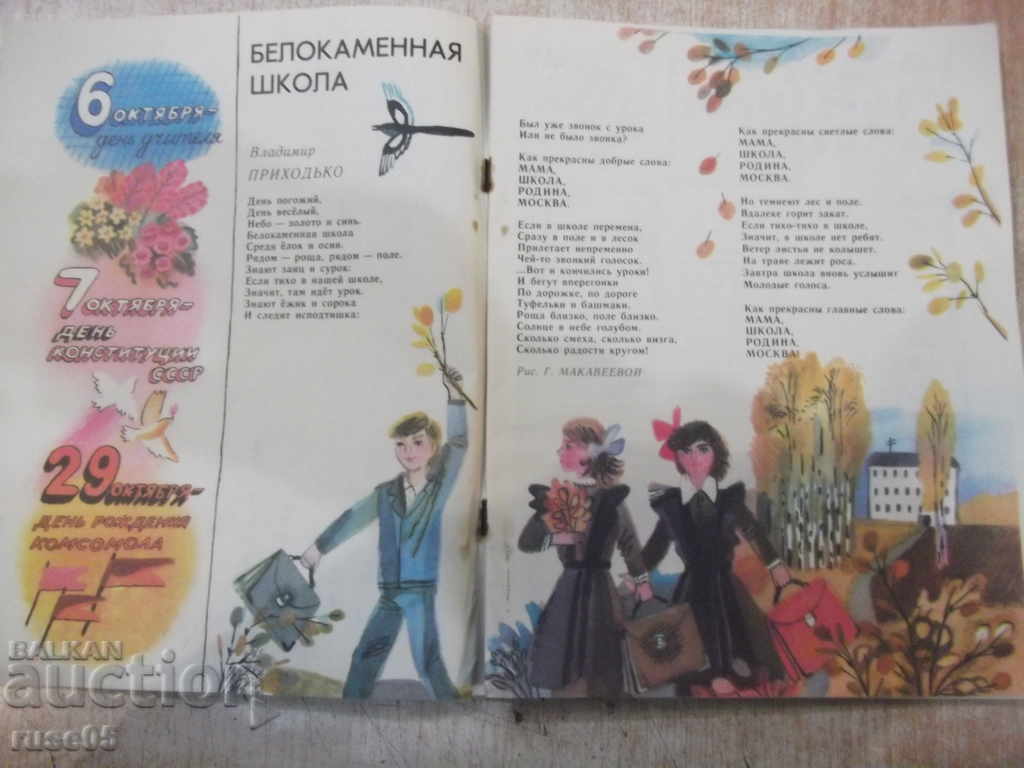 6 ОКТЯБРЯ-
день учителя
7 ОКТЯБРЯ-
ДЕНЬ
КОНСТИТУЦИИ
СССР
29 ОКТЯБРЯ-
ДЕНЬ РОЖДЕНИЯ
КОМСОМОЛА
БЕЛОКАМЕННАЯ
ШКОЛА
Владимир
ПРИХОДЬКО
День погожий,
День весёлый,
Небо — золото и синь.
Белокаменная школа
Средь ёлок и осин.
Рядом — роща, рядом — поле.
Знают заяц и сурок:
Если тихо в нашей школе,
Значит, там идёт урок.
Знают ёжик и сорока
И следят исподтишка:
Был уже звонок с урока
Или не было звонка?
Как прекрасны добрые слова:
МАМА,
ШКОЛА,
РОДИНА,
МОСКВА.
Если в школе перемена,
Сразу в поле и в лесок
Прилетает непременно
Чей-то звонкий голосок.
...Вот и кончились уроки!
И бегут вперегонки
По дорожке, по дороге
Туфельки и башмаки.
Роща близко, поле близко.
Солнце в небе голубом.
Сколько смеха, сколько визга,
Сколько радости кругом!
Рис. Г. МАКАВЕЕВОЙ
Как прекрасны светлые слова:
МАМА,
ШКОЛА,
РОДИНА,
МОСКВА.
Но темнеют лес и поле.
Вдалеке горит закат.
Если тихо-тихо в школе,
Значит, в школе нет ребят.
Ветер листья не колышет.
На траве лежит роса.
Завтра школа вновь услышит
Молодые голоса.
Как прекрасны главные слова:
МАМА,
ШКОЛА,
РОДИНА,
МОСКВА!
BALKAN
auction
ruse05